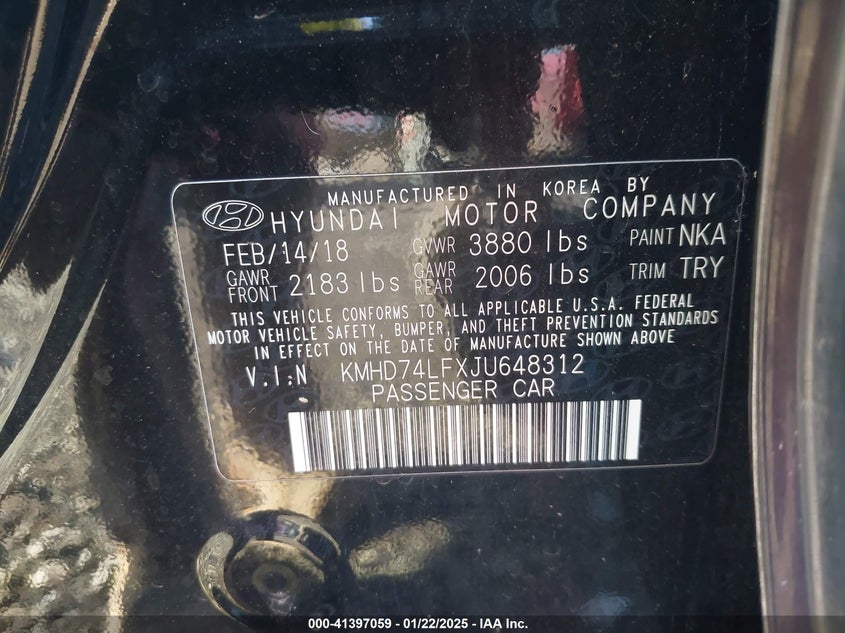 MANUFACTURED IN KOREA BY
HYUNDAI MOTOR COMPANY
FEB/14/18 GVWR 3880 lbs PAINT NKA
GAWR FRONT 2183 lbs GAWR REAR 2006 lbs TRIM TRY
THIS VEHICLE CONFORMS TO ALL APPLICABLE U.S.A. FEDERAL
MOTOR VEHICLE SAFETY, BUMPER, AND THEFT PREVENTION STANDARDS
IN EFFECT ON THE DATE OF MANUFACTURE SHOWN ABOVE
V.I.N KMHD74LFXJU648312
PASSENGER CAR
000-41397059 - 01/22/2025 - IAA Inc.